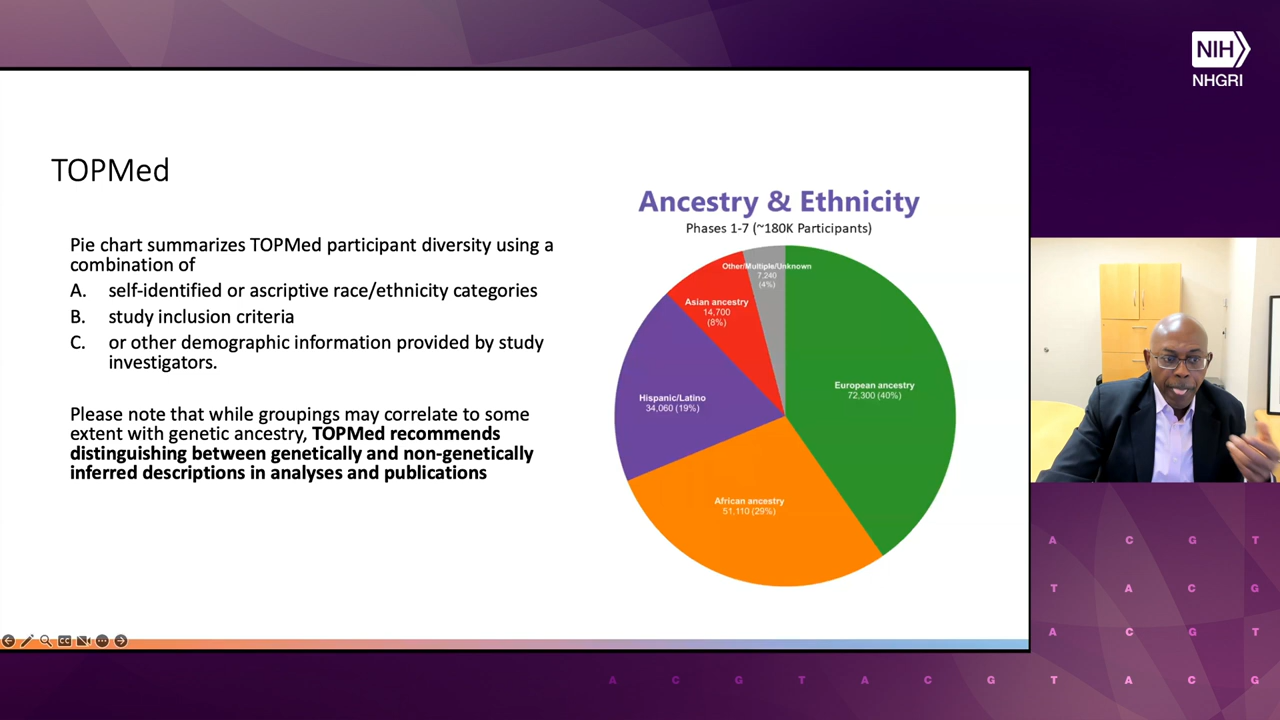 NIH
NHGRI
TOPMed
Pie chart summarizes TOPMed participant diversity using a
combination of
A. self-identified or ascriptive race/ethnicity categories
B. study inclusion criteria
C. or other demographic information provided by study
investigators.
Please note that while groupings may correlate to some
extent with genetic ancestry, TOPMed recommends
distinguishing between genetically and non-genetically
inferred descriptions in analyses and publications
Ancestry & Ethnicity
Phases 1-7 (~180K Participants)
Other/Multiple/Unknown
7,240
(4%)
Asian ancestry
14,700
(8%)
European ancestry
72,300 (40%)
Hispanic/Latino
34,060 (19%)
African ancestry
51,110 (29%)
CC
A C G T
T A C G
A C G T
A C G T A C G T A C G